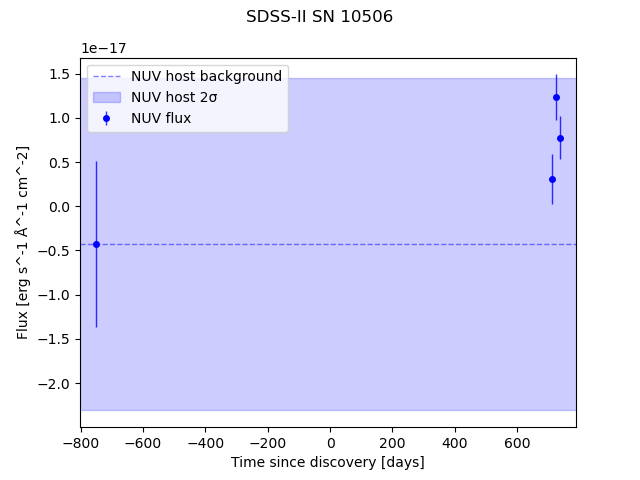 SDSS-II SN 10506
1e−17
NUV host background
NUV host 2σ
NUV flux
1.5
1.0
0.5
0.0
−0.5
−1.0
−1.5
−2.0
Flux [erg s^-1 Å^-1 cm^-2]
−800 −600 −400 −200 0 200 400 600
Time since discovery [days]